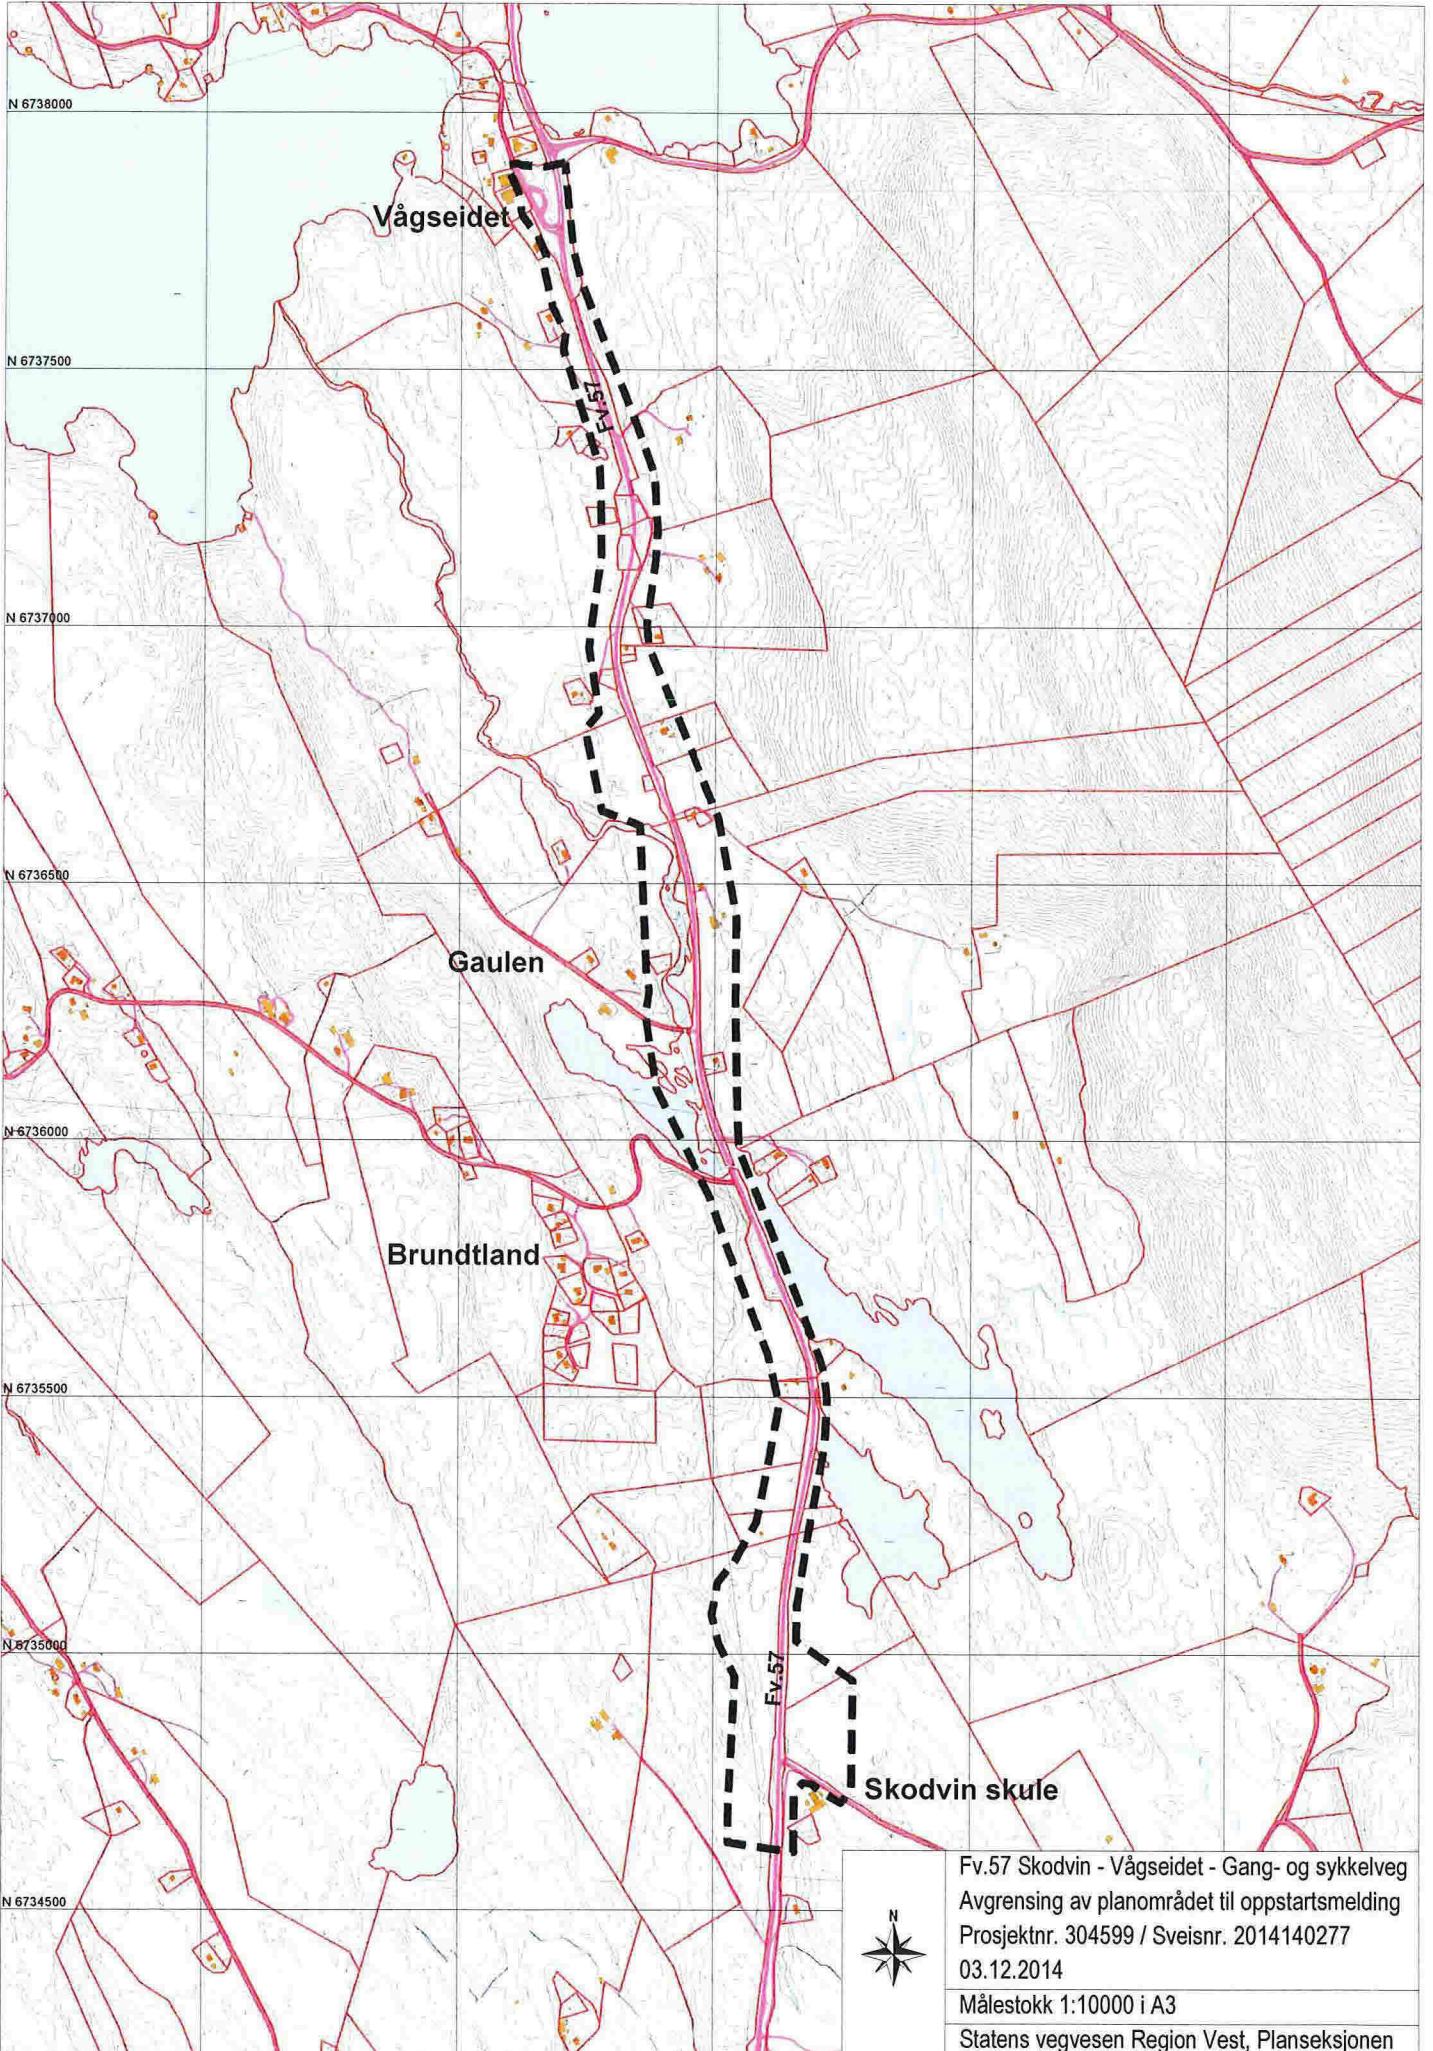 N 6738000
Vågseidet
N 6737500
Fv.57
N 6737000
N 6736500
Gaulen
N 6736000
Brundtland
N 6735500
N 6735000
Fv.57
Skodvin skule
N 6734500
N
Fv.57 Skodvin - Vågseidet - Gang- og sykkelveg
Avgrensing av planområdet til oppstartsmelding
Prosjektnr. 304599 / Sveisnr. 2014140277
03.12.2014
Målestokk 1:10000 i A3
Statens vegvesen Region Vest, Planseksjonen